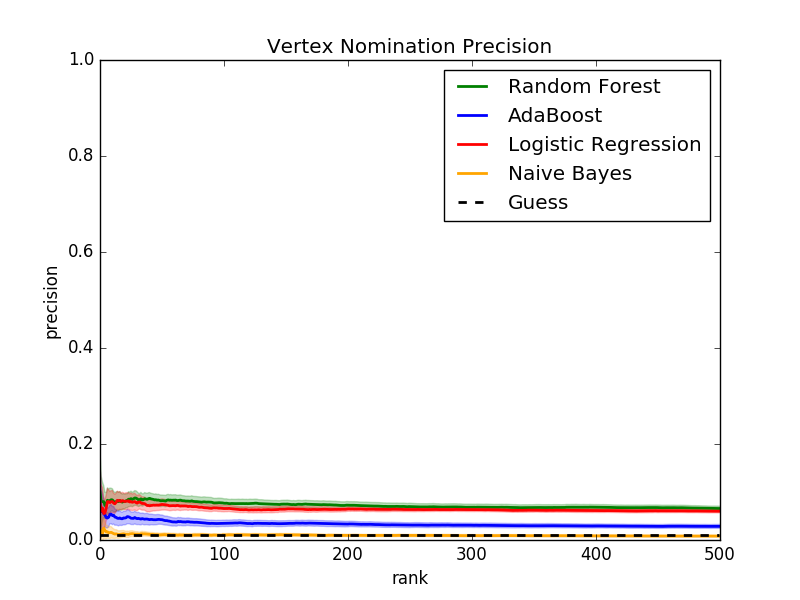 Vertex Nomination Precision
1.0
0.8
0.6
0.4
0.2
0.0
precision
Random Forest
AdaBoost
Logistic Regression
Naive Bayes
Guess
0 100 200 300 400 500
rank